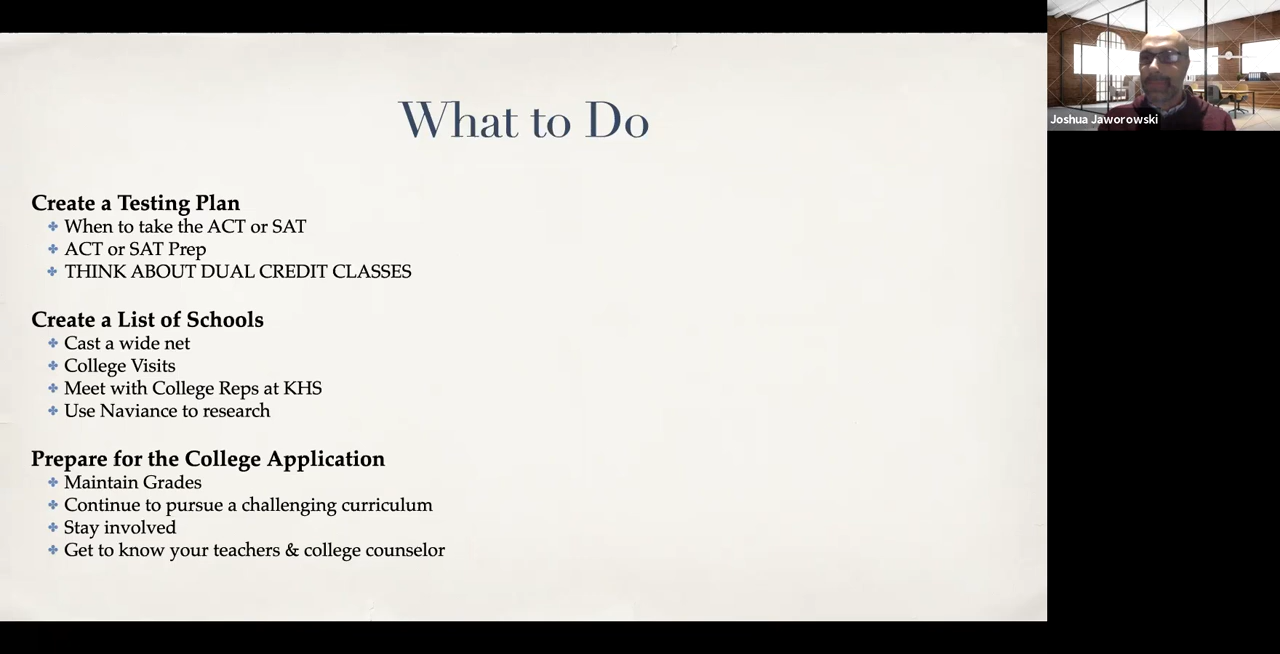 What to Do
Create a Testing Plan
When to take the ACT or SAT
ACT or SAT Prep
THINK ABOUT DUAL CREDIT CLASSES
Create a List of Schools
Cast a wide net
College Visits
Meet with College Reps at KHS
Use Naviance to research
Prepare for the College Application
Maintain Grades
Continue to pursue a challenging curriculum
Stay involved
Get to know your teachers & college counselor
Joshua Jaworowski